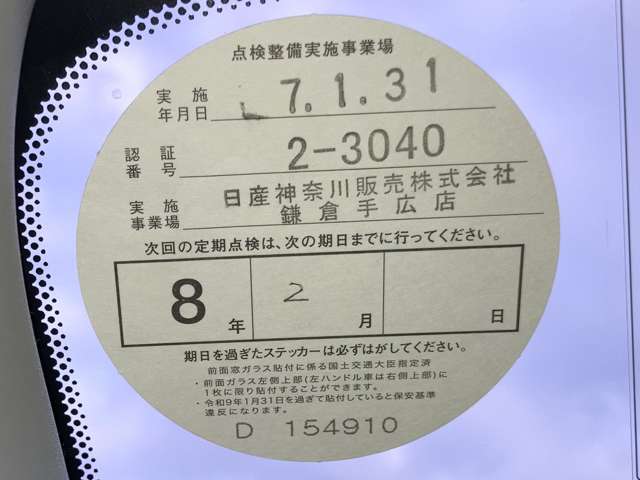 点検整備実施事業場
実施
年月日
7.1.31
認証
番号
2-3040
実施
事業場
日産神奈川販売株式会社
鎌倉手広店
次回の定期点検は、次の期日までに行ってください。
8年 2月 日
期日を過ぎたステッカーは必ずはがしてください。
前面窓ガラス貼付に係る国土交通大臣指定済
・前面ガラス左側上部(左ハンドル車は右側上部)に
1枚に限り貼付することができます。
・令和9年1月31日を過ぎて貼付していると保安基準
違反になります。
D 154910